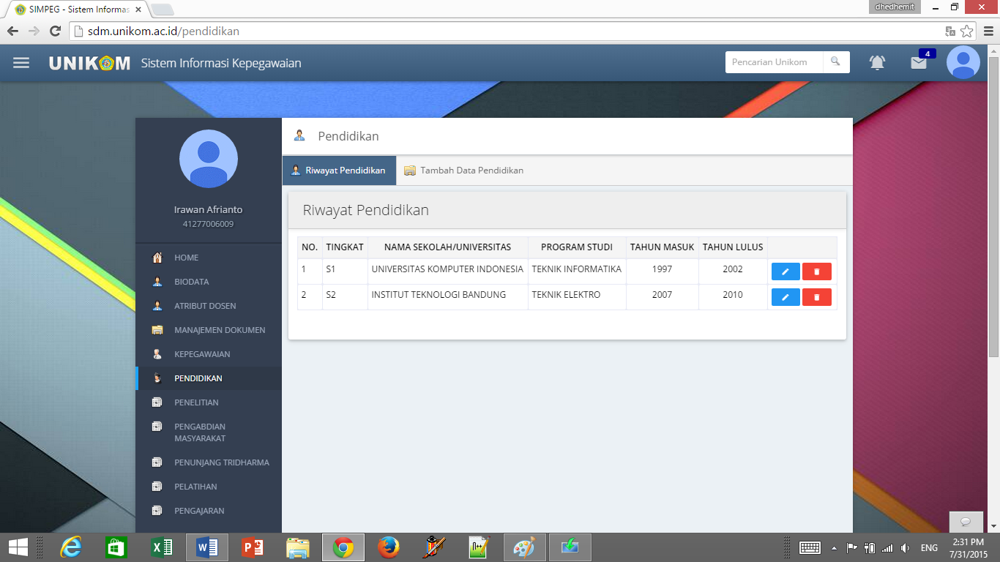 SIMPEG - Sistem Informas
dhedhemit
sdm.unikom.ac.id/pendidikan
UNIKOM Sistem Informasi Kepegawaian
Pencarian Unikom
4
Pendidikan
Riwayat Pendidikan
Tambah Data Pendidikan
Irawan Afrianto
41277006009
HOME
BIODATA
ATRIBUT DOSEN
MANAJEMEN DOKUMEN
KEPEGAWAIAN
PENDIDIKAN
PENELITIAN
PENGABDIAN
MASYARAKAT
PENUNJANG TRIDHARMA
PELATIHAN
PENGAJARAN
Riwayat Pendidikan
NO. TINGKAT NAMA SEKOLAH/UNIVERSITAS PROGRAM STUDI TAHUN MASUK TAHUN LULUS
1 S1 UNIVERSITAS KOMPUTER INDONESIA TEKNIK INFORMATIKA 1997 2002
2 S2 INSTITUT TEKNOLOGI BANDUNG TEKNIK ELEKTRO 2007 2010
ENG
2:31 PM
7/31/2015